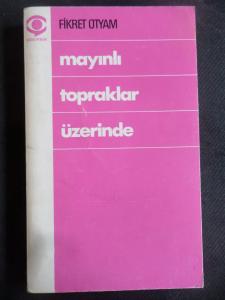 FİKRET OTYAM
mayınlı
topraklar
üzerinde